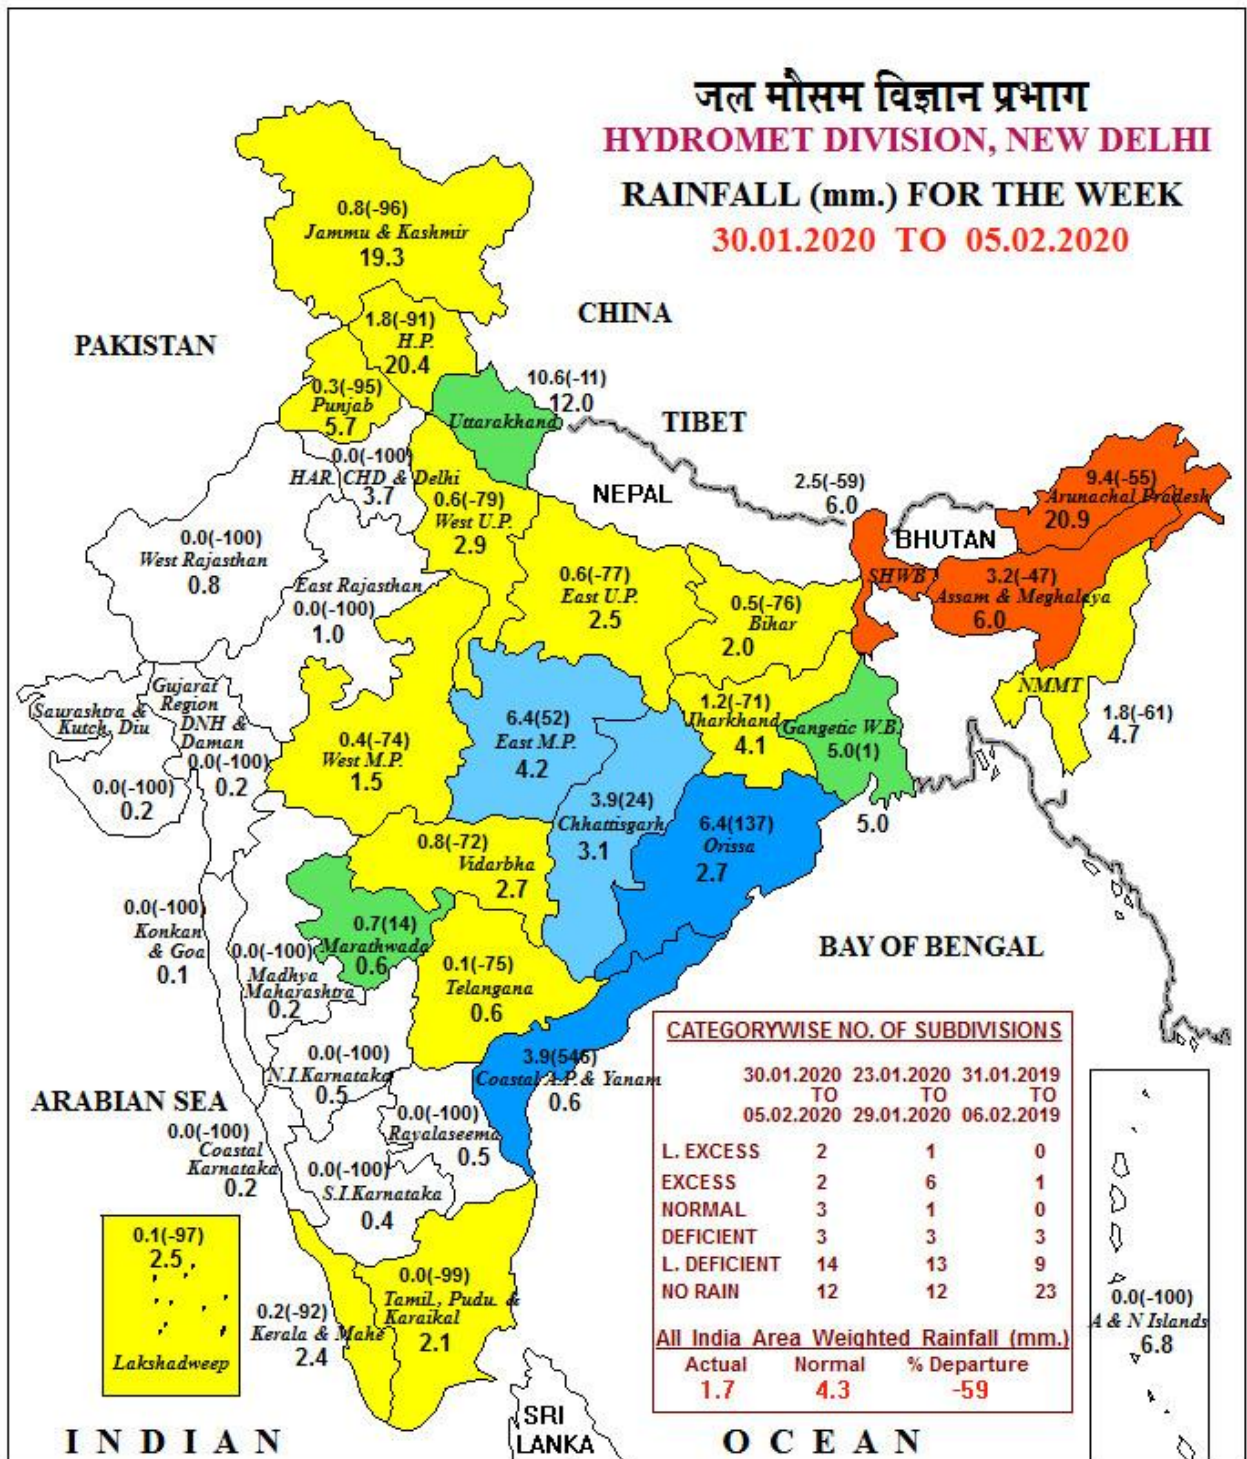 जल मौसम विज्ञान प्रभाग
HYDROMET DIVISION, NEW DELHI
RAINFALL (mm.) FOR THE WEEK
30.01.2020 TO 05.02.2020
0.8(-96)
Jammu & Kashmir
19.3
CHINA
1.8(-91)
H.P.
20.4
PAKISTAN
0.3(-95)
Punjab
5.7
10.6(-11)
12.0
Uttarakhand
TIBET
0.0(-100)
HAR. CHD & Delhi
3.7
NEPAL
2.5(-59)
6.0
9.4(-55)
Arunachal Pradesh
20.9
0.6(-79)
West U.P.
2.9
BHUTAN
0.0(-100)
West Rajasthan
0.8
East Rajasthan
0.0(-100)
1.0
0.6(-77)
East U.P.
2.5
0.5(-76)
Bihar
2.0
SHWB
3.2(-47)
Assam & Meghalaya
6.0
NMMT
1.8(-61)
4.7
Gujarat
Region
DNH &
Daman
0.0(-100)
0.2
Saurashtra &
Kutch, Diu
0.0(-100)
0.2
0.4(-74)
West M.P.
1.5
6.4(52)
East M.P.
4.2
1.2(-71)
Jharkhand
4.1
Gangetic W.B.
5.0(1)
5.0
3.9(24)
Chhattisgarh
3.1
6.4(137)
Orissa
2.7
0.8(-72)
Vidarbha
2.7
0.0(-100)
Konkan
& Goa
0.1
0.7(14)
Marathwada
0.6
0.0(-100)
Madhya
Maharashtra
0.2
0.1(-75)
Telangana
0.6
BAY OF BENGAL
0.0(-100)
N.I.Karnataka
0.5
3.9(546)
Coastal A.P.& Yanam
0.6
ARABIAN SEA
0.0(-100)
Coastal
Karnataka
0.2
0.0(-100)
Rayalaseema
0.5
0.0(-100)
S.I.Karnataka
0.4
0.1(-97)
2.5
Lakshadweep
0.2(-92)
Kerala & Mahe
2.4
0.0(-99)
Tamil., Pudu. &
Karaikal
2.1
CATEGORYWISE NO. OF SUBDIVISIONS
30.01.2020 23.01.2020 31.01.2019
TO TO TO
05.02.2020 29.01.2020 06.02.2019
L. EXCESS 2 1 0
EXCESS 2 6 1
NORMAL 3 1 0
DEFICIENT 3 3 3
L. DEFICIENT 14 13 9
NO RAIN 12 12 23
All India Area Weighted Rainfall (mm.)
Actual Normal % Departure
1.7 4.3 -59
0.0(-100)
A & N Islands
6.8
SRI
LANKA
INDIAN OCEAN